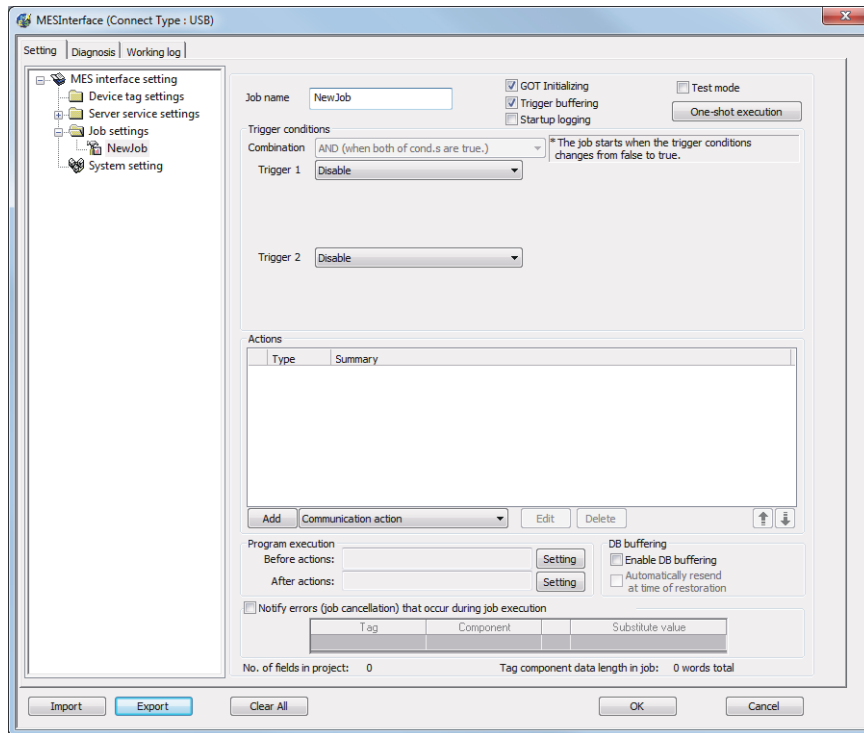 MESInterface (Connect Type : USB)
Setting Diagnosis Working log
MES interface setting
Device tag settings
Server service settings
Job settings
NewJob
System setting
Job name NewJob
GOT Initializing
Trigger buffering
Startup logging
Test mode
One-shot execution
Trigger conditions
Combination AND (when both of cond.s are true.)
* The job starts when the trigger conditions
changes from false to true.
Trigger 1 Disable
Trigger 2 Disable
Actions
Type Summary
Add Communication action Edit Delete
Program execution
Before actions: Setting
After actions: Setting
DB buffering
Enable DB buffering
Automatically resend
at time of restoration
Notify errors (job cancellation) that occur during job execution
Tag Component Substitute value
No. of fields in project: 0 Tag component data length in job: 0 words total
Import Export Clear All OK Cancel